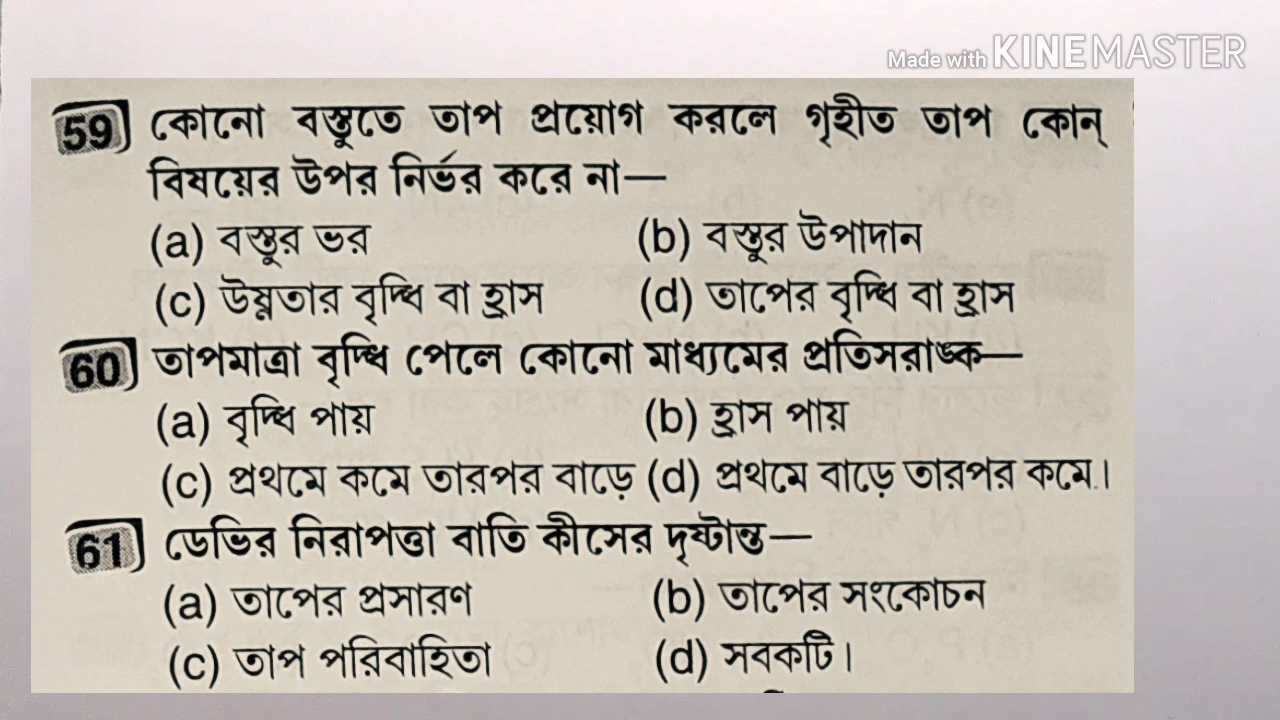 Made with KINEMASTER
59 কোনো বস্তুতে তাপ প্রয়োগ করলে গৃহীত তাপ কোন্
বিষয়ের উপর নির্ভর করে না—
(a) বস্তুর ভর (b) বস্তুর উপাদান
(c) উষ্ণতার বৃদ্ধি বা হ্রাস (d) তাপের বৃদ্ধি বা হ্রাস
60 তাপমাত্রা বৃদ্ধি পেলে কোনো মাধ্যমের প্রতিসরাঙ্ক—
(a) বৃদ্ধি পায় (b) হ্রাস পায়
(c) প্রথমে কমে তারপর বাড়ে (d) প্রথমে বাড়ে তারপর কমে।
61 ডেভির নিরাপত্তা বাতি কীসের দৃষ্টান্ত—
(a) তাপের প্রসারণ (b) তাপের সংকোচন
(c) তাপ পরিবাহিতা (d) সবকটি।